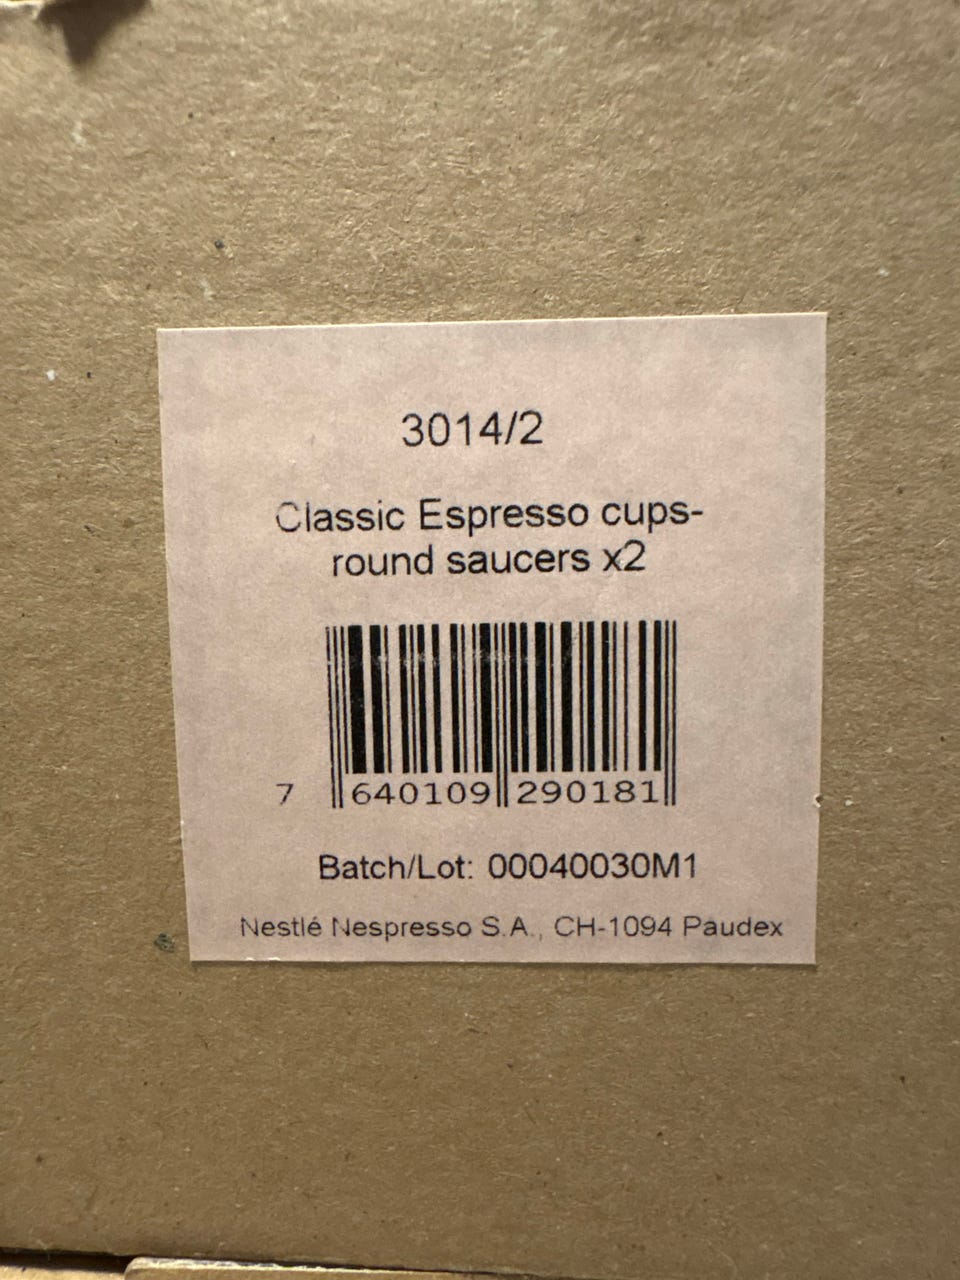 3014/2
Classic Espresso cups-
round saucers x2
7 640109 290181
Batch/Lot: 00040030M1
Nestlé Nespresso S.A., CH-1094 Paudex